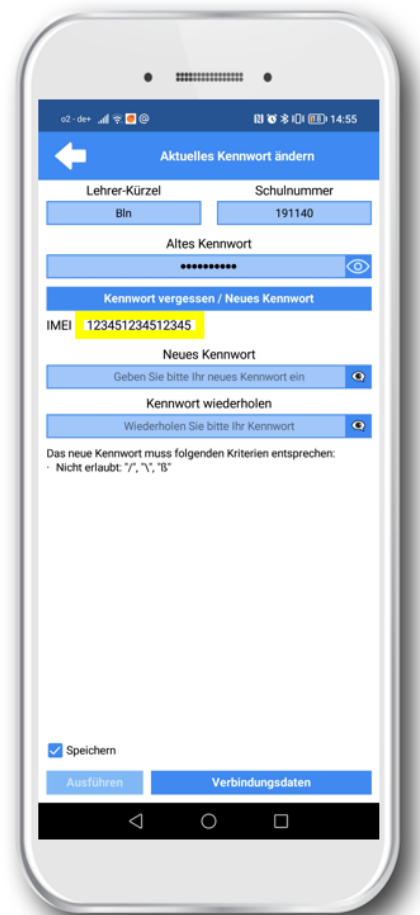 o2 - de+ 14:55
Aktuelles Kennwort ändern
Lehrer-Kürzel Schulnummer
Bln 191140
Altes Kennwort
••••••••••
Kennwort vergessen / Neues Kennwort
IMEI 123451234512345
Neues Kennwort
Geben Sie bitte Ihr neues Kennwort ein
Kennwort wiederholen
Wiederholen Sie bitte Ihr Kennwort
Das neue Kennwort muss folgenden Kriterien entsprechen:
· Nicht erlaubt: "/", "\", "ß"
Speichern
Ausführen Verbindungsdaten